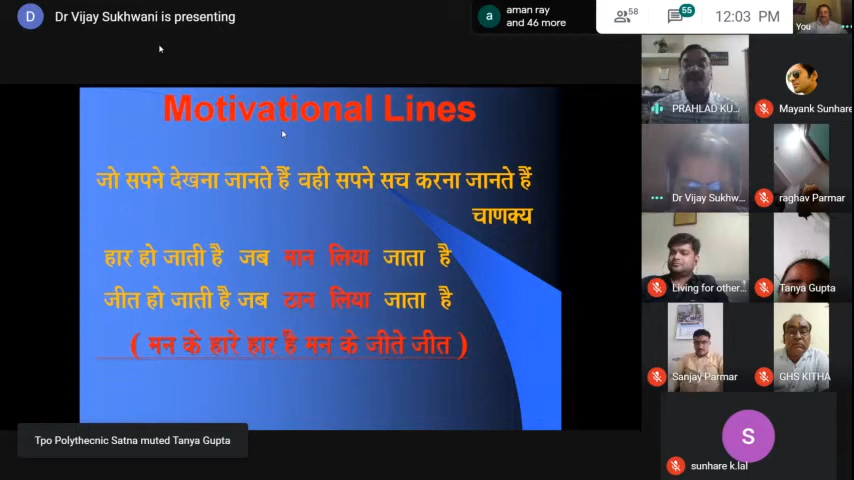 D
Dr Vijay Sukhwani is presenting
a
aman ray
and 46 more
58
55
12:03 PM
You
Motivational Lines
जो सपने देखना जानते हैं वही सपने सच करना जानते हैं
चाणक्य
हार हो जाती है जब मान लिया जाता है
जीत हो जाती है जब ठान लिया जाता है
( मन के हारे हार है मन के जीते जीत )
Tpo Polythecnic Satna muted Tanya Gupta
PRAHLAD KU...
Mayank Sunhare
Dr Vijay Sukhw...
raghav Parmar
Living for other...
Tanya Gupta
Sanjay Parmar
GHS KITHA
S
sunhare k.lal